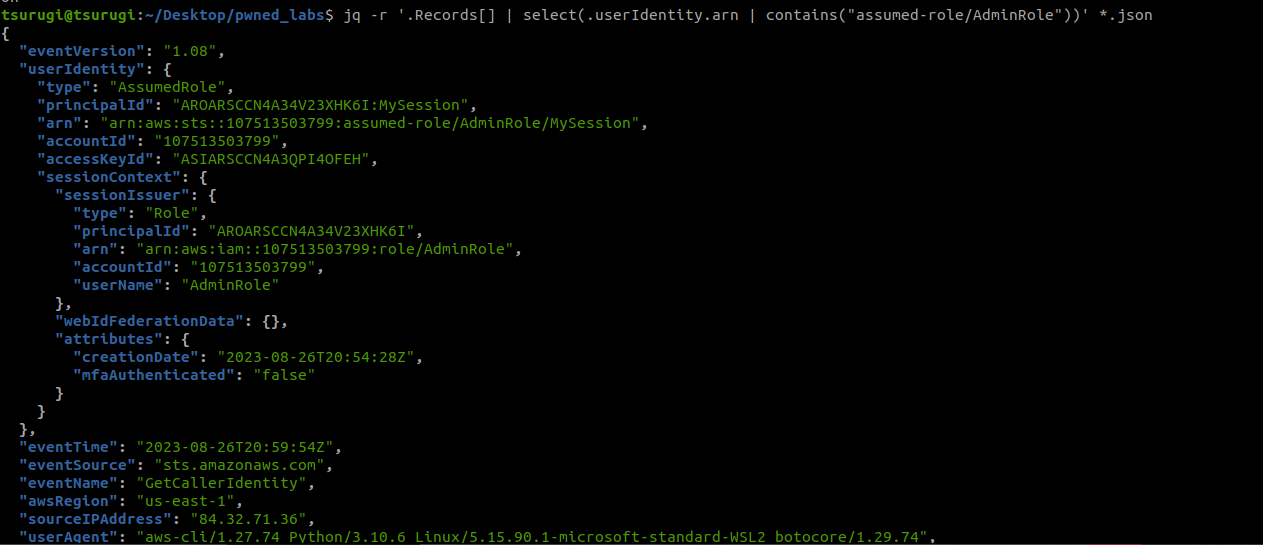 tsurugi@tsurugi:~/Desktop/pwned_labs$ jq -r '.Records[] | select(.userIdentity.arn | contains("assumed-role/AdminRole"))' *.json
{
  "eventVersion": "1.08",
  "userIdentity": {
    "type": "AssumedRole",
    "principalId": "AROARSCCN4A34V23XHK6I:MySession",
    "arn": "arn:aws:sts::107513503799:assumed-role/AdminRole/MySession",
    "accountId": "107513503799",
    "accessKeyId": "ASIARSCCN4A3QPI4OFEH",
    "sessionContext": {
      "sessionIssuer": {
        "type": "Role",
        "principalId": "AROARSCCN4A34V23XHK6I",
        "arn": "arn:aws:iam::107513503799:role/AdminRole",
        "accountId": "107513503799",
        "userName": "AdminRole"
      },
      "webIdFederationData": {},
      "attributes": {
        "creationDate": "2023-08-26T20:54:28Z",
        "mfaAuthenticated": "false"
      }
    }
  },
  "eventTime": "2023-08-26T20:59:54Z",
  "eventSource": "sts.amazonaws.com",
  "eventName": "GetCallerIdentity",
  "awsRegion": "us-east-1",
  "sourceIPAddress": "84.32.71.36",
  "userAgent": "aws-cli/1.27.74 Python/3.10.6 Linux/5.15.90.1-microsoft-standard-WSL2 botocore/1.29.74",